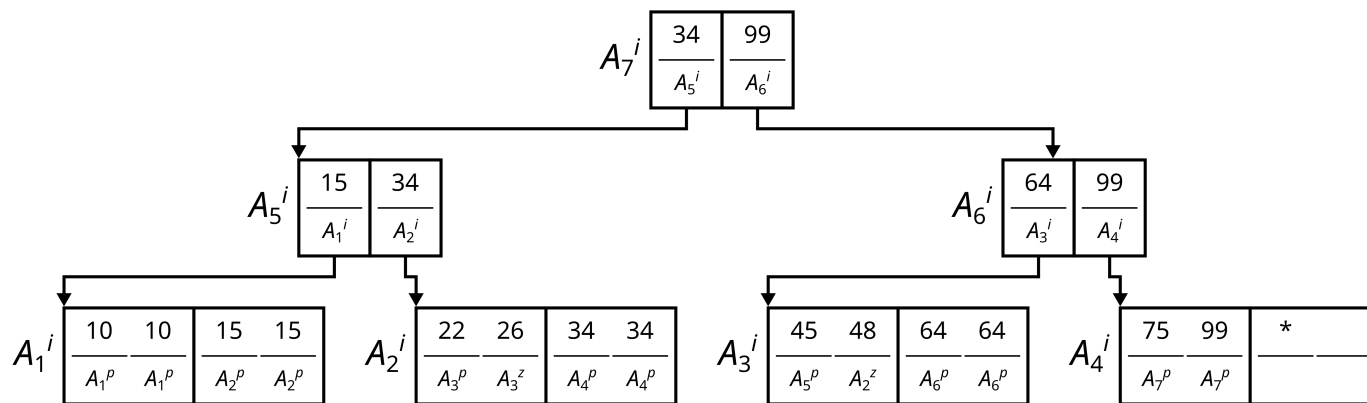 34 99
A₇ⁱ
A₅ⁱ A₆ⁱ
15 34
A₅ⁱ
A₁ⁱ A₂ⁱ
64 99
A₆ⁱ
A₃ⁱ A₄ⁱ
10 10 15 15
A₁ⁱ
A₁ᵖ A₁ᵖ A₂ᵖ A₂ᵖ
22 26 34 34
A₂ⁱ
A₃ᵖ A₃ᶻ A₄ᵖ A₄ᵖ
45 48 64 64
A₃ⁱ
A₅ᵖ A₂ᶻ A₆ᵖ A₆ᵖ
75 99 *
A₄ⁱ
A₇ᵖ A₇ᵖ